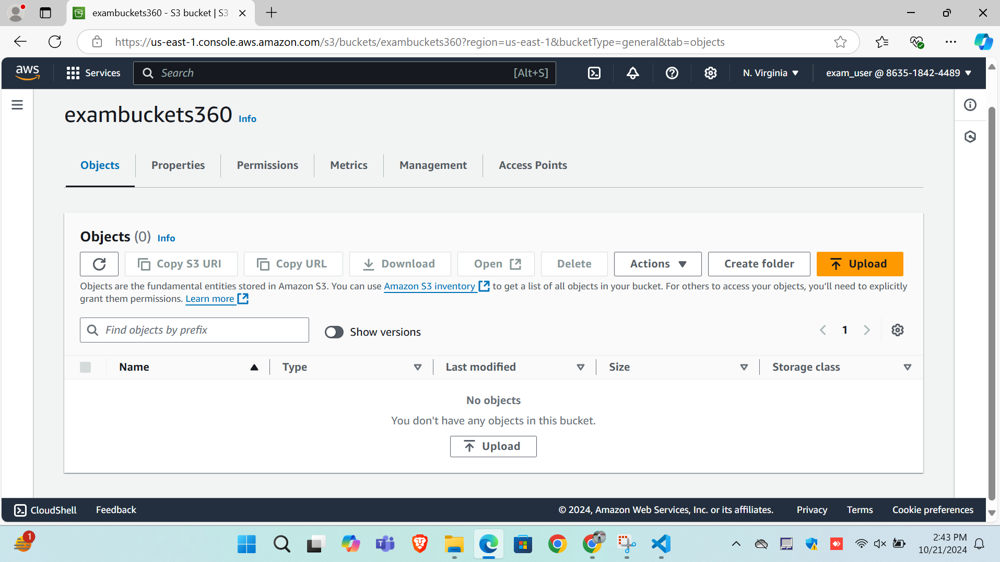 exambuckets360 - S3 bucket | S3
https://us-east-1.console.aws.amazon.com/s3/buckets/exambuckets360?region=us-east-1&bucketType=general&tab=objects
aws Services Search [Alt+S] N. Virginia exam_user @ 8635-1842-4489
exambuckets360 Info
Objects Properties Permissions Metrics Management Access Points
Objects (0) Info
Copy S3 URI Copy URL Download Open Delete Actions Create folder Upload
Objects are the fundamental entities stored in Amazon S3. You can use Amazon S3 inventory to get a list of all objects in your bucket. For others to access your objects, you’ll need to explicitly
grant them permissions. Learn more
Find objects by prefix Show versions 1
Name Type Last modified Size Storage class
No objects
You don't have any objects in this bucket.
Upload
CloudShell Feedback © 2024, Amazon Web Services, Inc. or its affiliates. Privacy Terms Cookie preferences
1 2:43 PM
10/21/2024